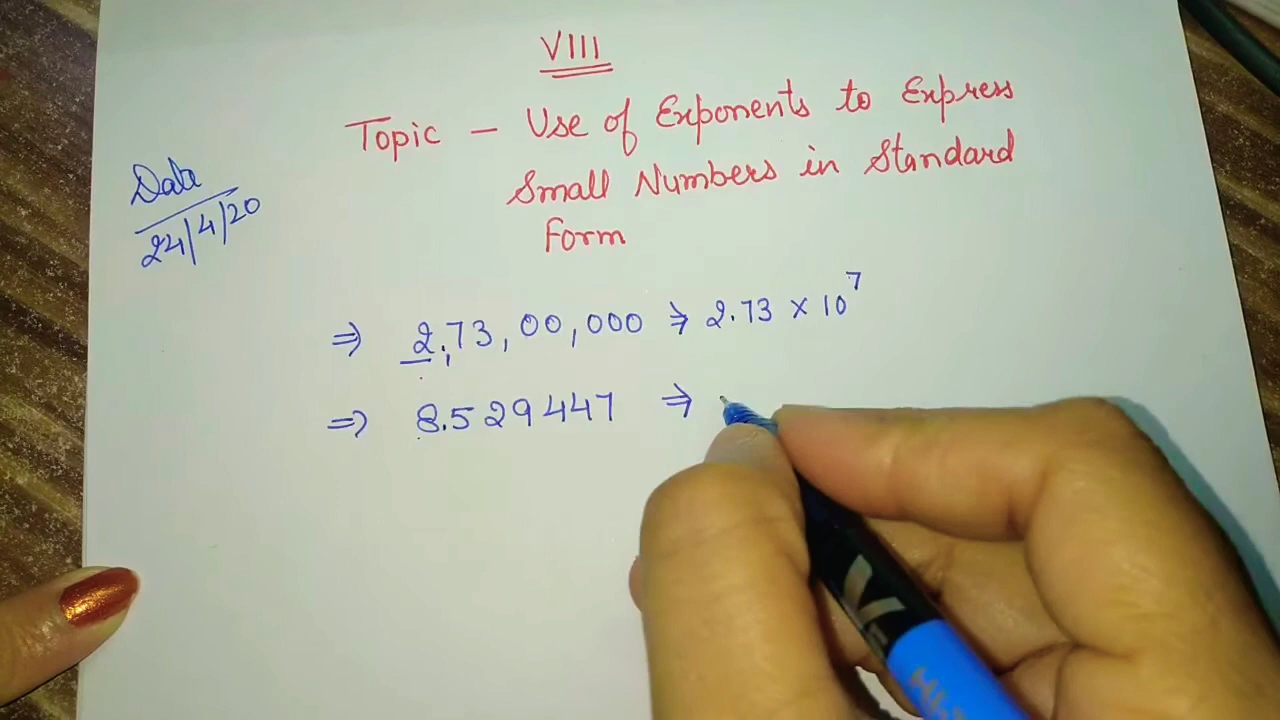 VIII
Topic - Use of Exponents to Express
Small Numbers in Standard
Form
Date
24/4/20
⇒ 2.,73,00,000 ⇒ 2.73 × 10⁷
⇒ 8.529447 ⇒